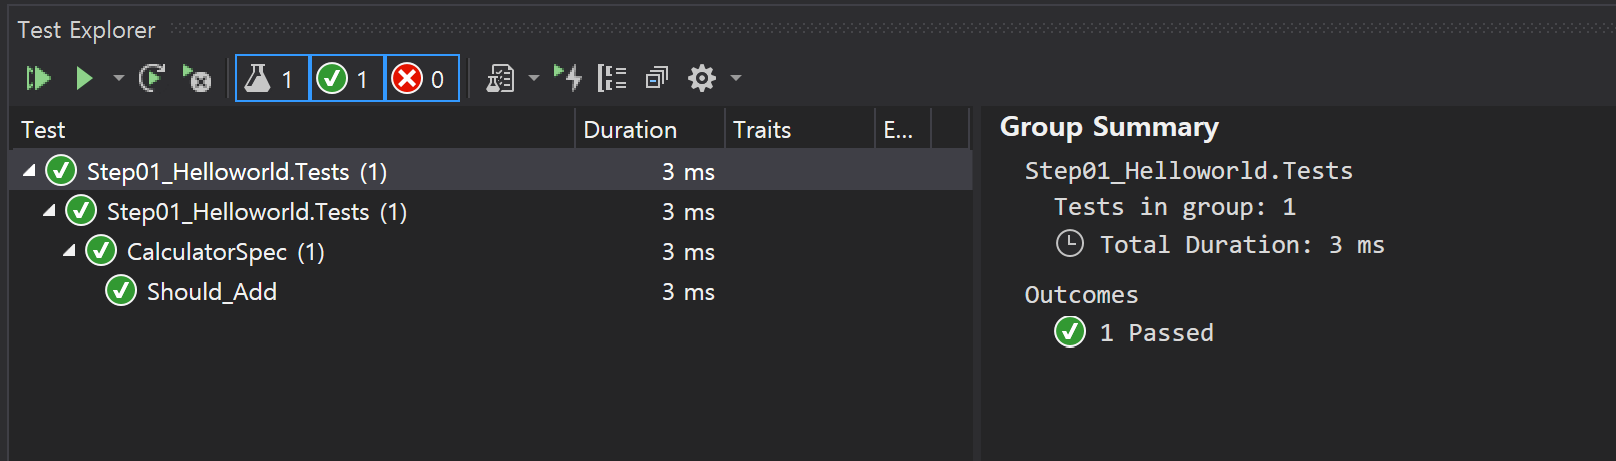 Test Explorer
1 1 0
Test Duration Traits E...
Step01_Helloworld.Tests (1) 3 ms
Step01_Helloworld.Tests (1) 3 ms
CalculatorSpec (1) 3 ms
Should_Add 3 ms
Group Summary
Step01_Helloworld.Tests
Tests in group: 1
Total Duration: 3 ms
Outcomes
1 Passed